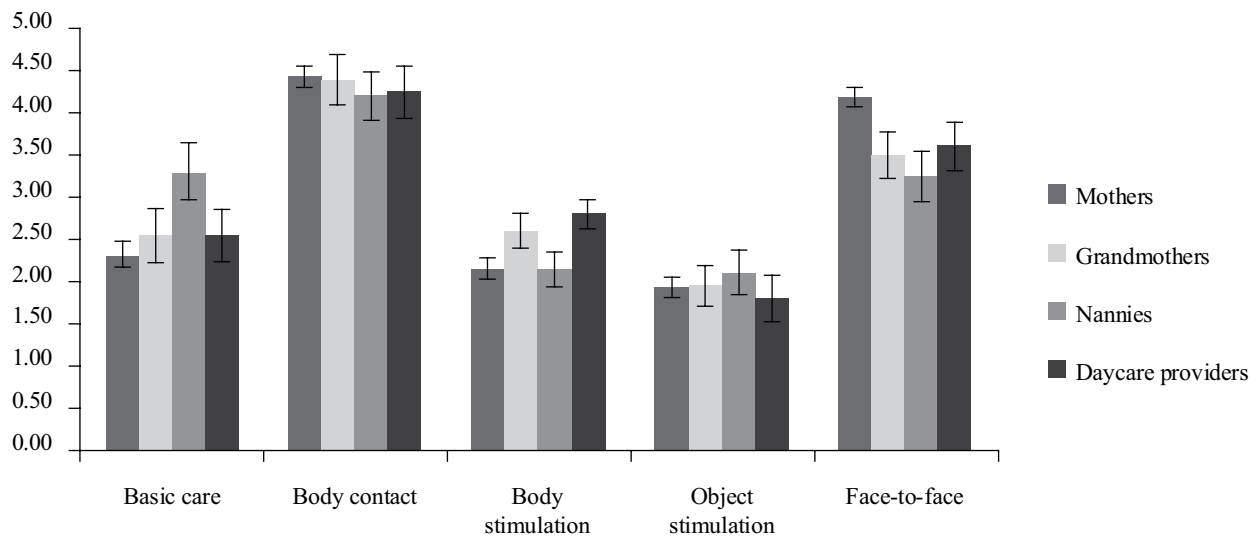 5.00
4.50
4.00
3.50
3.00
2.50
2.00
1.50
1.00
0.50
0.00
Basic care
Body contact
Body
stimulation
Object
stimulation
Face-to-face
Mothers
Grandmothers
Nannies
Daycare providers